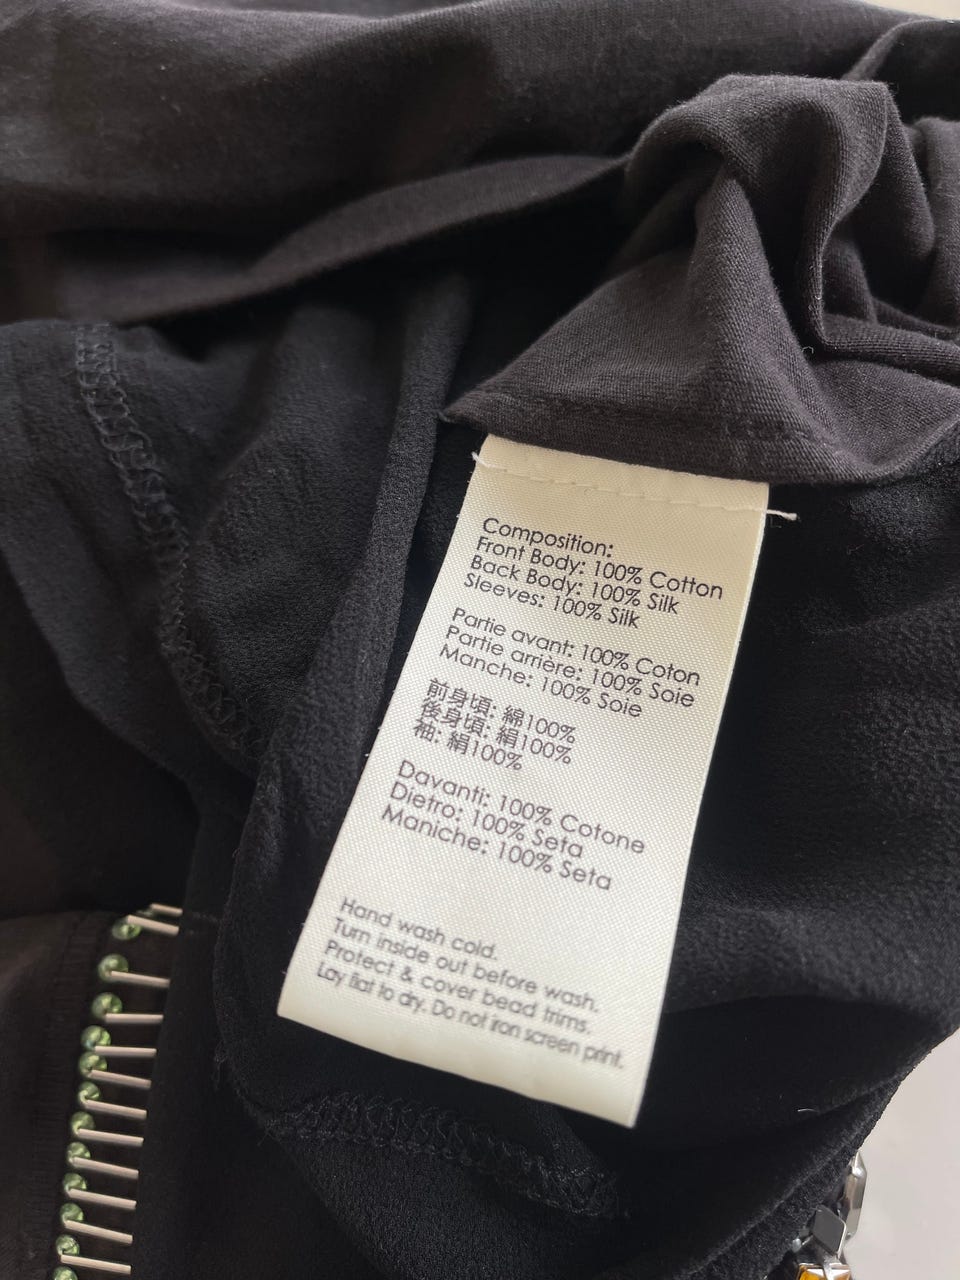 Composition:
Front Body: 100% Cotton
Back Body: 100% Silk
Sleeves: 100% Silk
Partie avant: 100% Coton
Partie arrière: 100% Soie
Manche: 100% Soie
前身頃: 綿100%
後身頃: 絹100%
袖: 絹100%
Davanti: 100% Cotone
Dietro: 100% Seta
Maniche: 100% Seta
Hand wash cold.
Turn inside out before wash.
Protect & cover bead trims.
Lay flat to dry. Do not iron screen print.